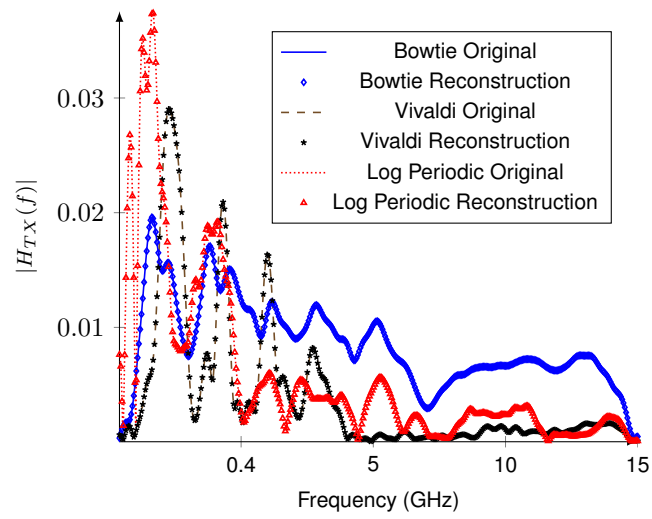 |H_{TX}(f)|
0.03
0.02
0.01
0.4
5
10
15
Frequency (GHz)
Bowtie Original
Bowtie Reconstruction
Vivaldi Original
Vivaldi Reconstruction
Log Periodic Original
Log Periodic Reconstruction